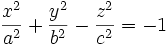 x²/a² + y²/b² − z²/c² = −1